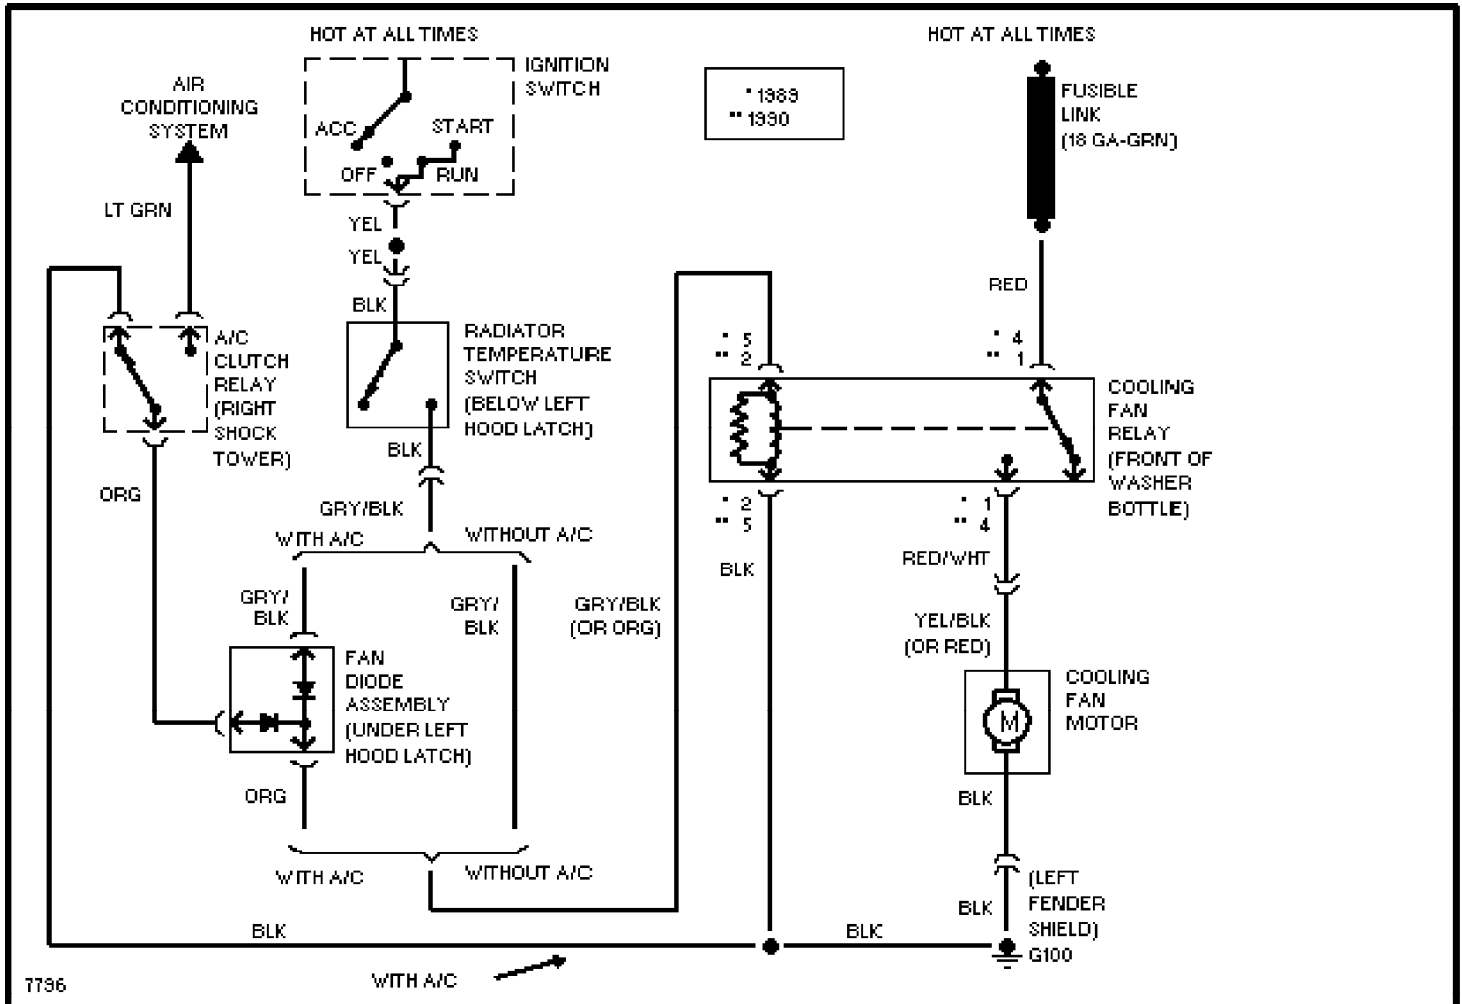 HOT AT ALL TIMES
IGNITION
SWITCH
ACC
START
OFF
RUN
AIR
CONDITIONING
SYSTEM
LT GRN
YEL
YEL
BLK
A/C
CLUTCH
RELAY
(RIGHT
SHOCK
TOWER)
ORG
RADIATOR
TEMPERATURE
SWITCH
(BELOW LEFT
HOOD LATCH)
BLK
GRY/BLK
WITH A/C
WITHOUT A/C
GRY/
BLK
GRY/
BLK
GRY/BLK
(OR ORG)
FAN
DIODE
ASSEMBLY
(UNDER LEFT
HOOD LATCH)
ORG
WITH A/C
WITHOUT A/C
BLK
WITH A/C
7796
* 1989
** 1990
HOT AT ALL TIMES
FUSIBLE
LINK
(18 GA-GRN)
RED
* 5
** 2
* 4
** 1
COOLING
FAN
RELAY
(FRONT OF
WASHER
BOTTLE)
* 2
** 5
* 1
** 4
BLK
RED/WHT
YEL/BLK
(OR RED)
COOLING
FAN
MOTOR
M
BLK
BLK
(LEFT
FENDER
SHIELD)
G100
BLK